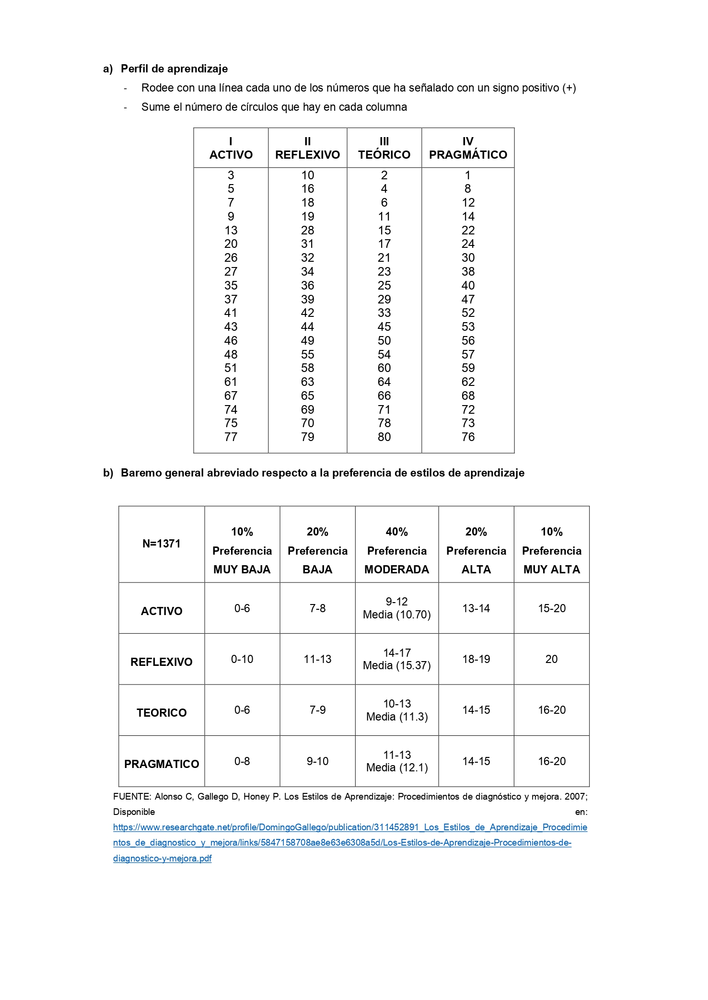 a) Perfil de aprendizaje
- Rodee con una línea cada uno de los números que ha señalado con un signo positivo (+)
- Sume el número de círculos que hay en cada columna
I II III IV
ACTIVO REFLEXIVO TEÓRICO PRAGMÁTICO
3 10 2 1
5 16 4 8
7 18 6 12
9 19 11 14
13 28 15 22
20 31 17 24
26 32 21 30
27 34 23 38
35 36 25 40
37 39 29 47
41 42 33 52
43 44 45 53
46 49 50 56
48 55 54 57
51 58 60 59
61 63 64 62
67 65 66 68
74 69 71 72
75 70 78 73
77 79 80 76
b) Baremo general abreviado respecto a la preferencia de estilos de aprendizaje
10% 20% 40% 20% 10%
N=1371
Preferencia Preferencia Preferencia Preferencia Preferencia
MUY BAJA BAJA MODERADA ALTA MUY ALTA
ACTIVO 0-6 7-8 9-12 13-14 15-20
Media (10.70)
REFLEXIVO 0-10 11-13 14-17 18-19 20
Media (15.37)
TEORICO 0-6 7-9 10-13 14-15 16-20
Media (11.3)
PRAGMATICO 0-8 9-10 11-13 14-15 16-20
Media (12.1)
FUENTE: Alonso C, Gallego D, Honey P. Los Estilos de Aprendizaje: Procedimientos de diagnóstico y mejora. 2007;
Disponible en:
https://www.researchgate.net/profile/DomingoGallego/publication/311452891_Los_Estilos_de_Aprendizaje_Procedimie
ntos_de_diagnostico_y_mejora/links/5847158708ae8e63e6308a5d/Los-Estilos-de-Aprendizaje-Procedimientos-de-
diagnostico-y-mejora.pdf